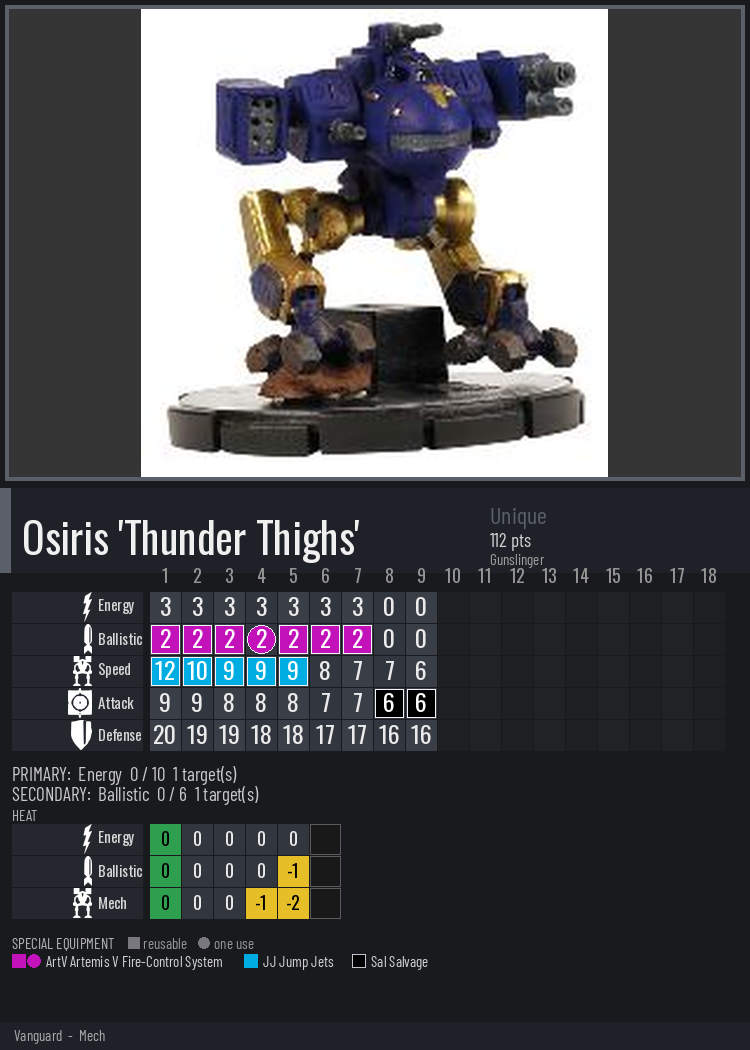 Osiris 'Thunder Thighs'
Unique
112 pts
Gunslinger
1 2 3 4 5 6 7 8 9 10 11 12 13 14 15 16 17 18
Energy 3 3 3 3 3 3 3 0 0
Ballistic 2 2 2 2 2 2 2 0 0
Speed 12 10 9 9 9 8 7 7 6
Attack 9 9 8 8 8 7 7 6 6
Defense 20 19 19 18 18 17 17 16 16
PRIMARY: Energy 0 / 10 1 target(s)
SECONDARY: Ballistic 0 / 6 1 target(s)
HEAT
Energy 0 0 0 0 0
Ballistic 0 0 0 0 -1
Mech 0 0 0 -1 -2
SPECIAL EQUIPMENT reusable one use
ArtV Artemis V Fire-Control System JJ Jump Jets Sal Salvage
Vanguard - Mech